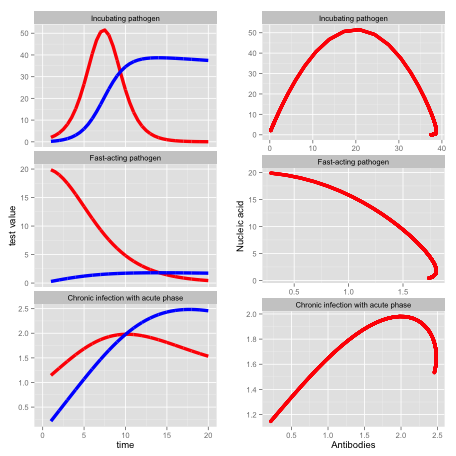 Incubating pathogen
50
40
30
20
10
0
Fast-acting pathogen
20
15
10
5
0
Chronic infection with acute phase
2.5
2.0
1.5
1.0
0.5
0 5 10 15 20
time
test value
Incubating pathogen
50
40
30
20
10
0
0 10 20 30 40
Fast-acting pathogen
20
15
10
5
0
0.5 1.0 1.5
Chronic infection with acute phase
2.0
1.8
1.6
1.4
1.2
0.5 1.0 1.5 2.0 2.5
Antibodies
Nucleic acid